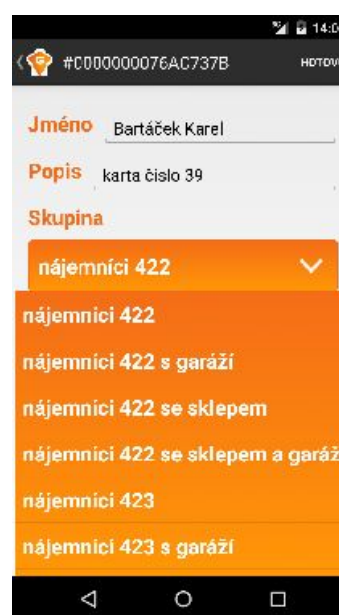 14:0
#C000000076AC737B HOTOV
Jméno Bartáček Karel
Popis karta číslo 39
Skupina
nájemníci 422
nájemníci 422
nájemníci 422 s garáží
nájemníci 422 se sklepem
nájemníci 422 se sklepem a garáž
nájemníci 423
nájemníci 423 s garáží